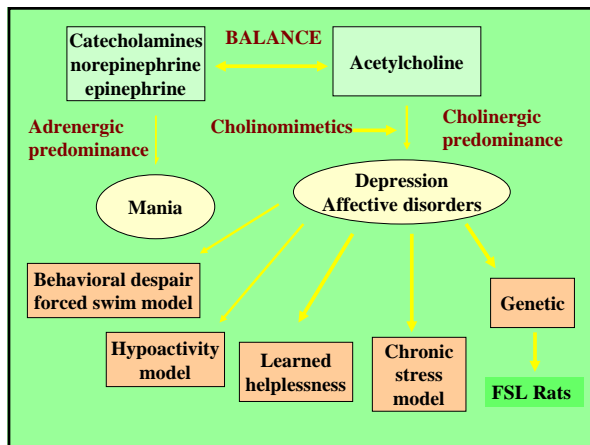 Catecholamines
norepinephrine
epinephrine
BALANCE
Acetylcholine
Adrenergic
predominance
Cholinomimetics
Cholinergic
predominance
Mania
Depression
Affective disorders
Behavioral despair
forced swim model
Hypoactivity
model
Learned
helplessness
Chronic
stress
model
Genetic
FSL Rats